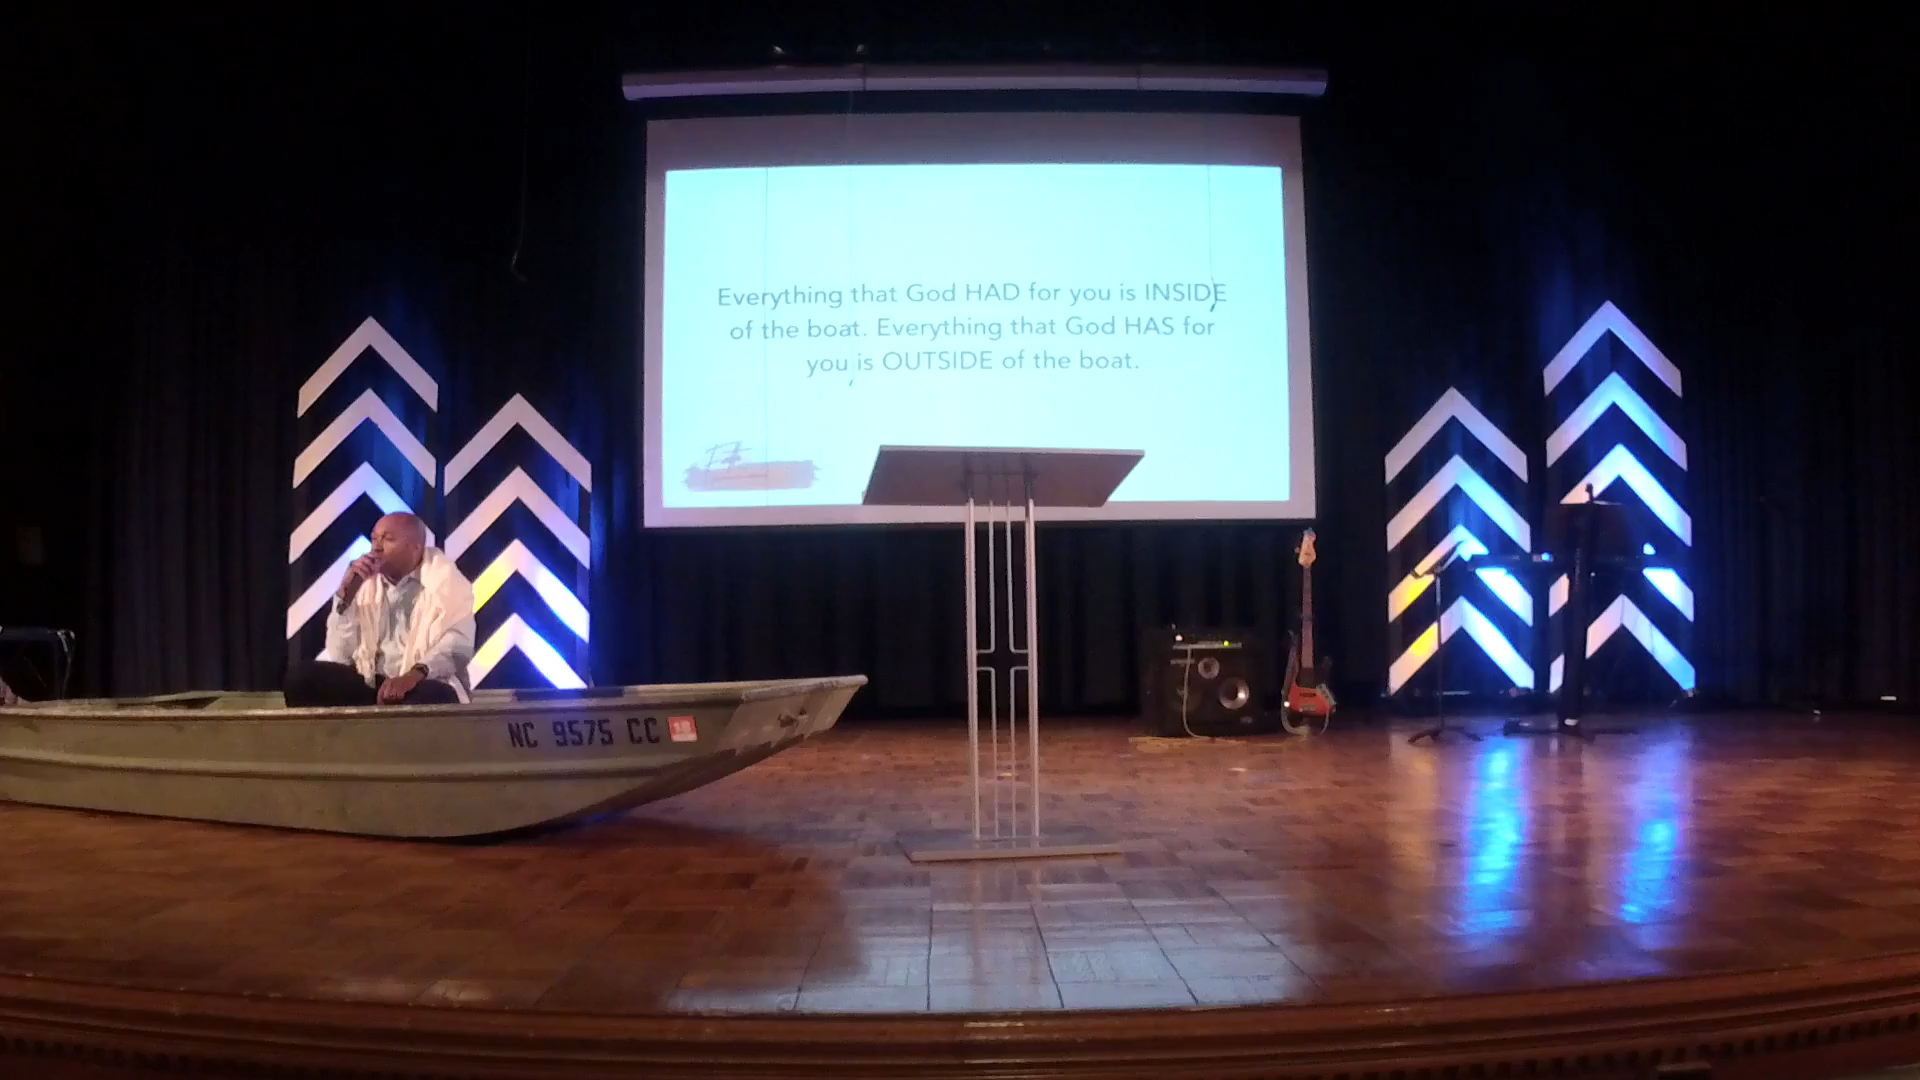 Everything that God HAD for you is INSIDE
of the boat. Everything that God HAS for
you is OUTSIDE of the boat.
NC 9575 CC